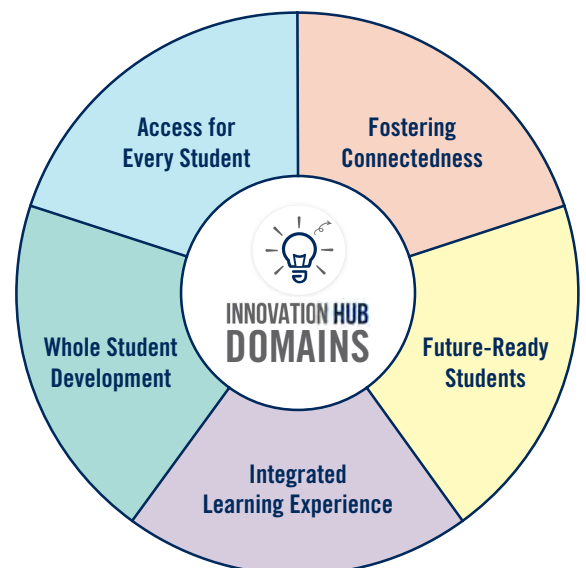 Access for
Every Student
Fostering
Connectedness
INNOVATION HUB
DOMAINS
Whole Student
Development
Future-Ready
Students
Integrated
Learning Experience